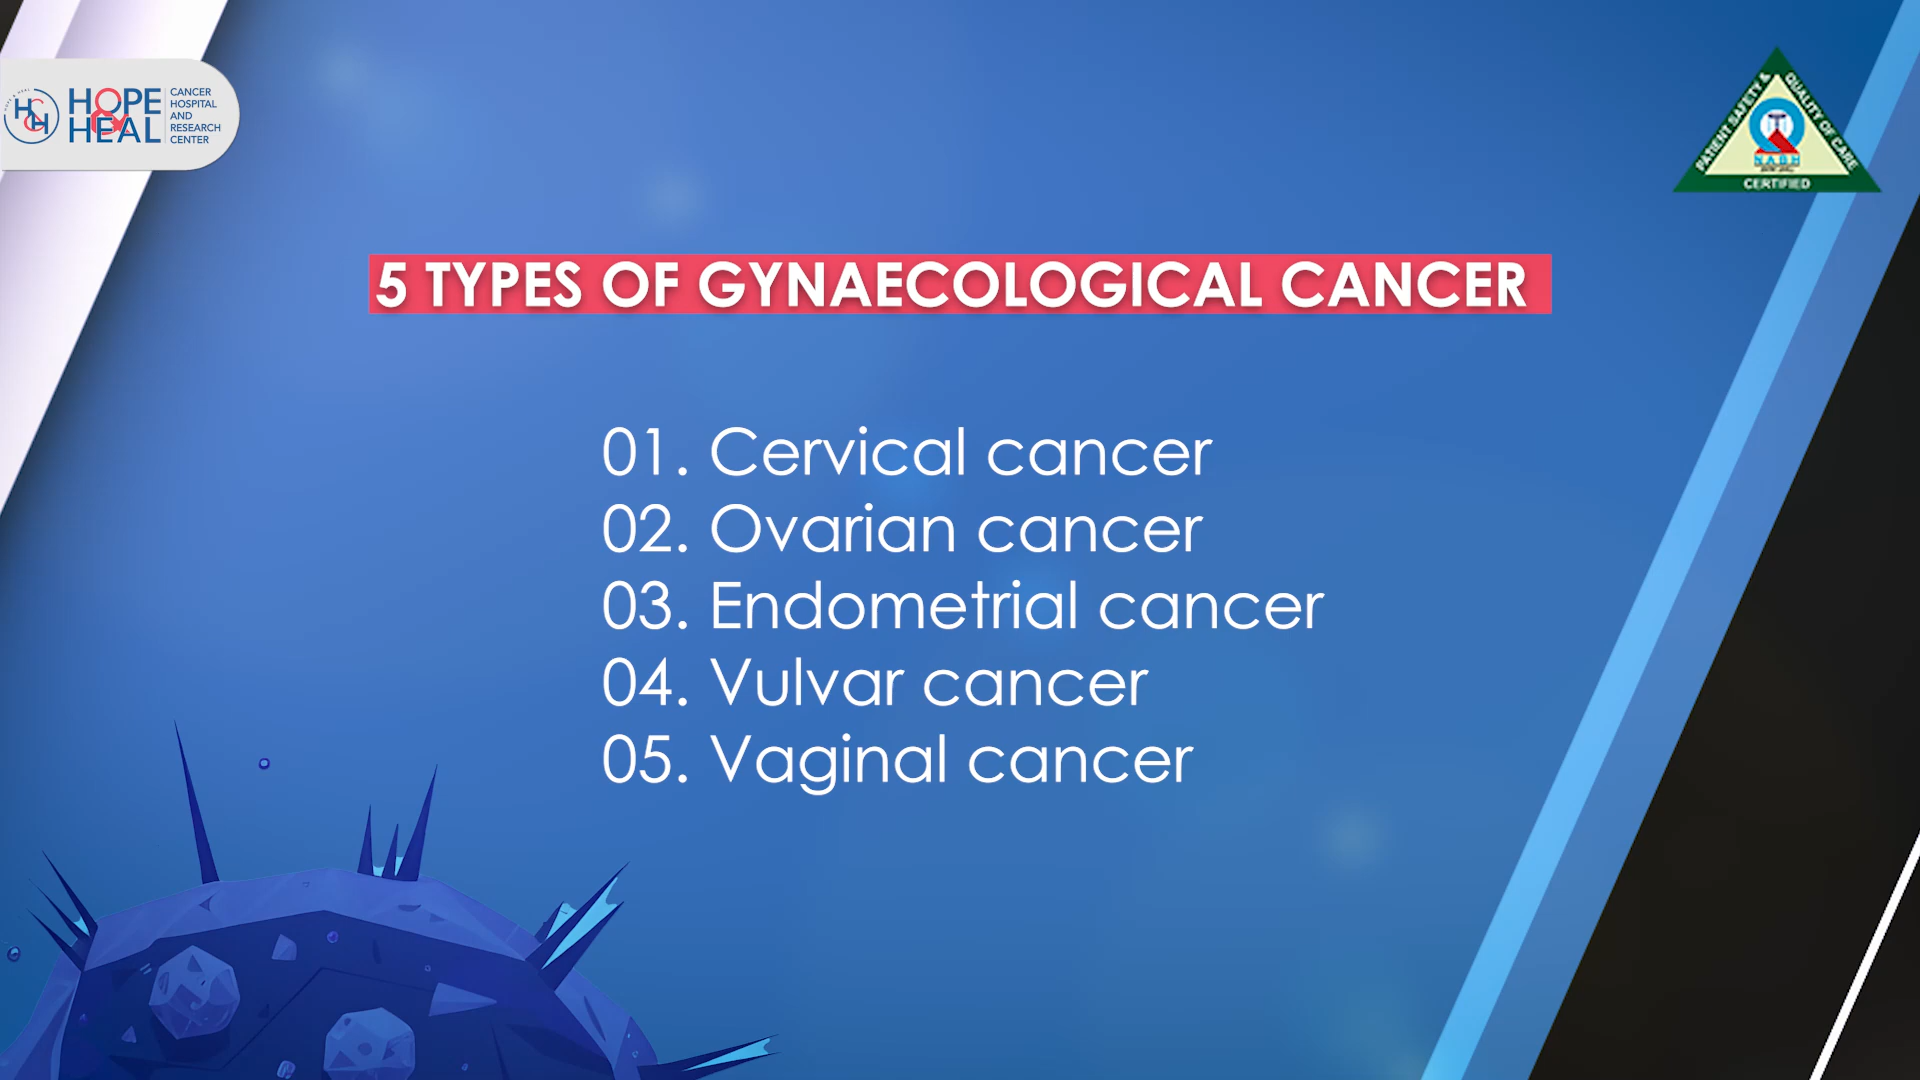 HOPE
&
HEAL
CANCER
HOSPITAL
AND
RESEARCH
CENTER
PATIENT SAFETY & QUALITY OF CARE
NABH
CERTIFIED
5 TYPES OF GYNAECOLOGICAL CANCER
01. Cervical cancer
02. Ovarian cancer
03. Endometrial cancer
04. Vulvar cancer
05. Vaginal cancer